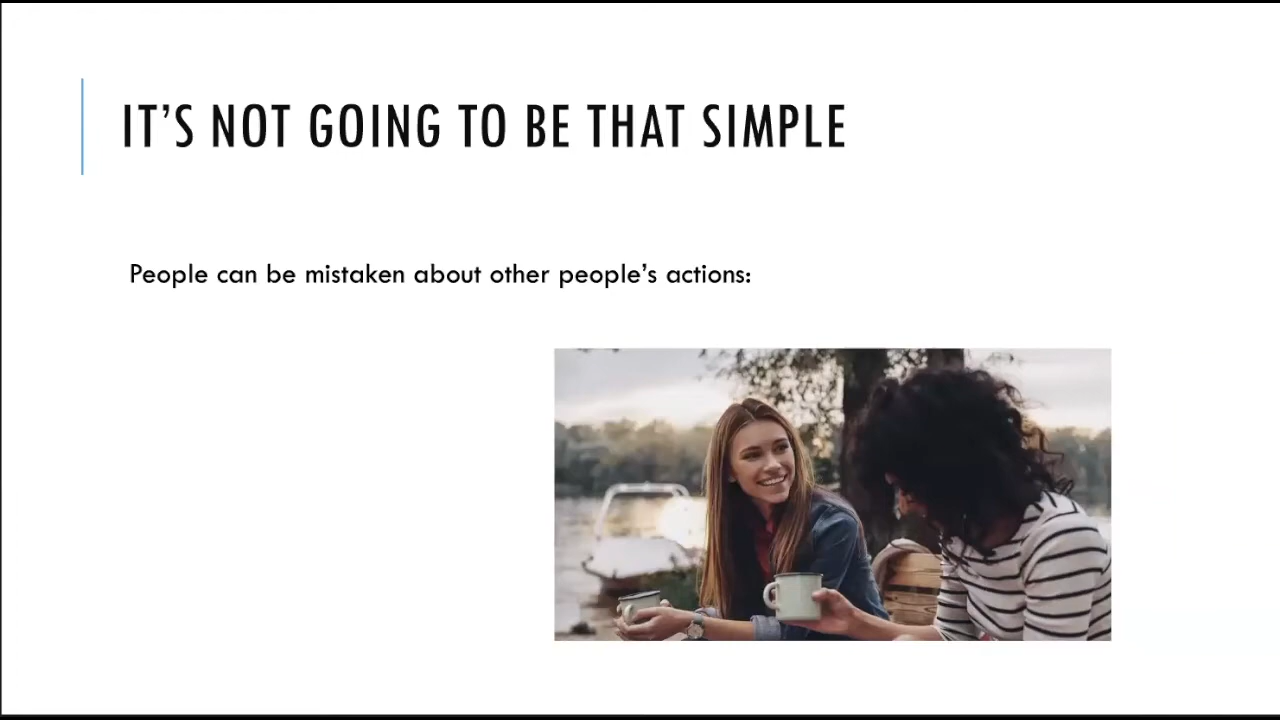 IT’S NOT GOING TO BE THAT SIMPLE
People can be mistaken about other people’s actions: